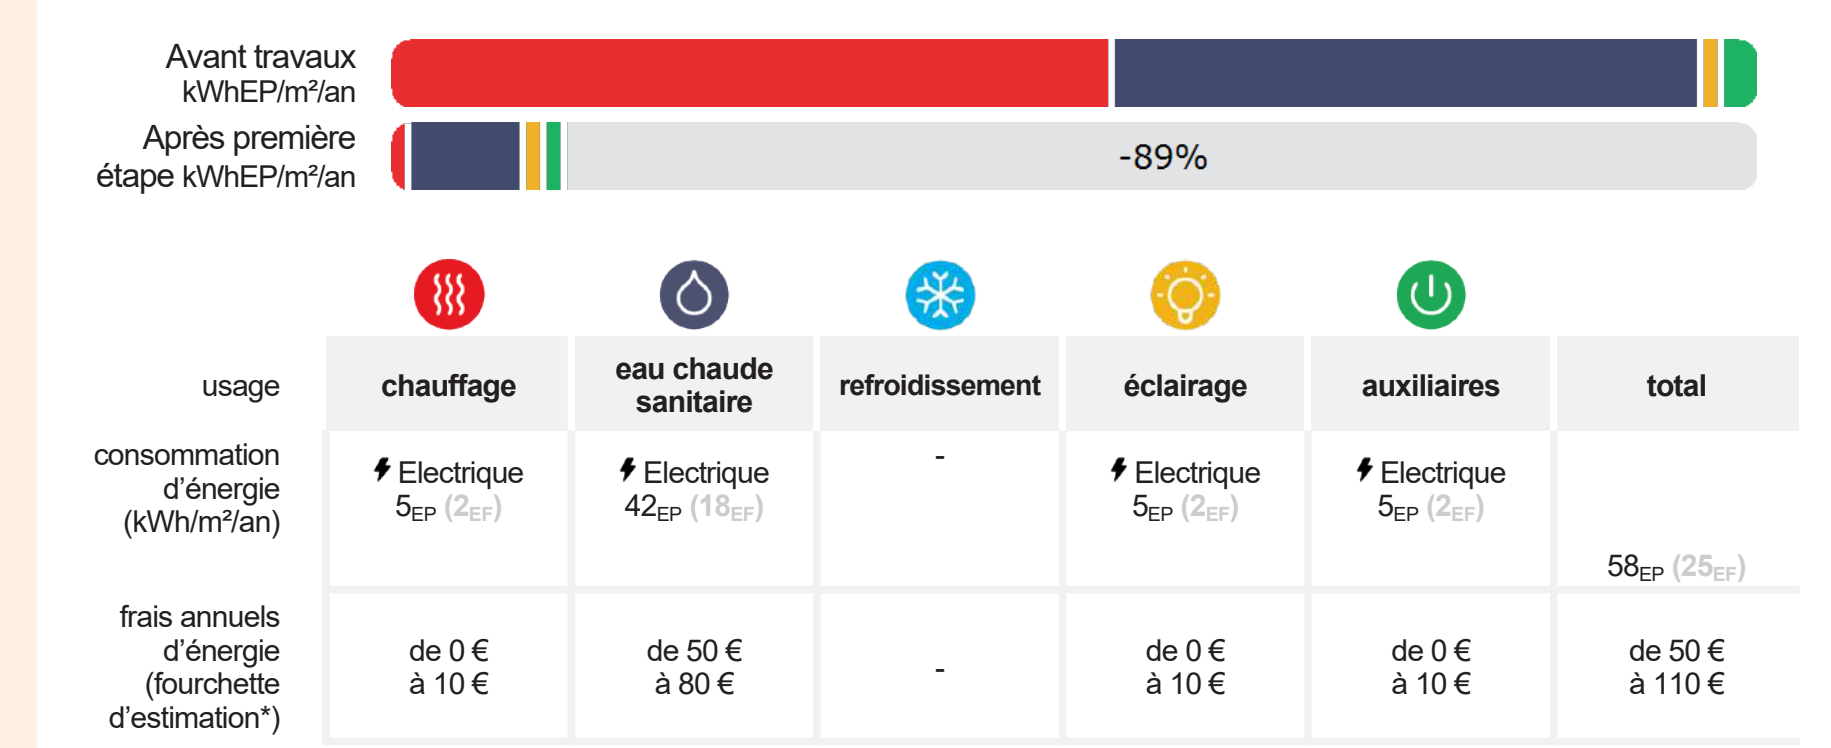 Avant travaux
kWhEP/m²/an
Après première
étape kWhEP/m²/an
-89%
usage
chauffage
eau chaude
sanitaire
refroidissement
éclairage
auxiliaires
total
consommation
d’énergie
(kWh/m²/an)
Electrique
5EP (2EF)
Electrique
42EP (18EF)
-
Electrique
5EP (2EF)
Electrique
5EP (2EF)
58EP (25EF)
frais annuels
d’énergie
(fourchette
d’estimation*)
de 0 €
à 10 €
de 50 €
à 80 €
-
de 0 €
à 10 €
de 0 €
à 10 €
de 50 €
à 110 €